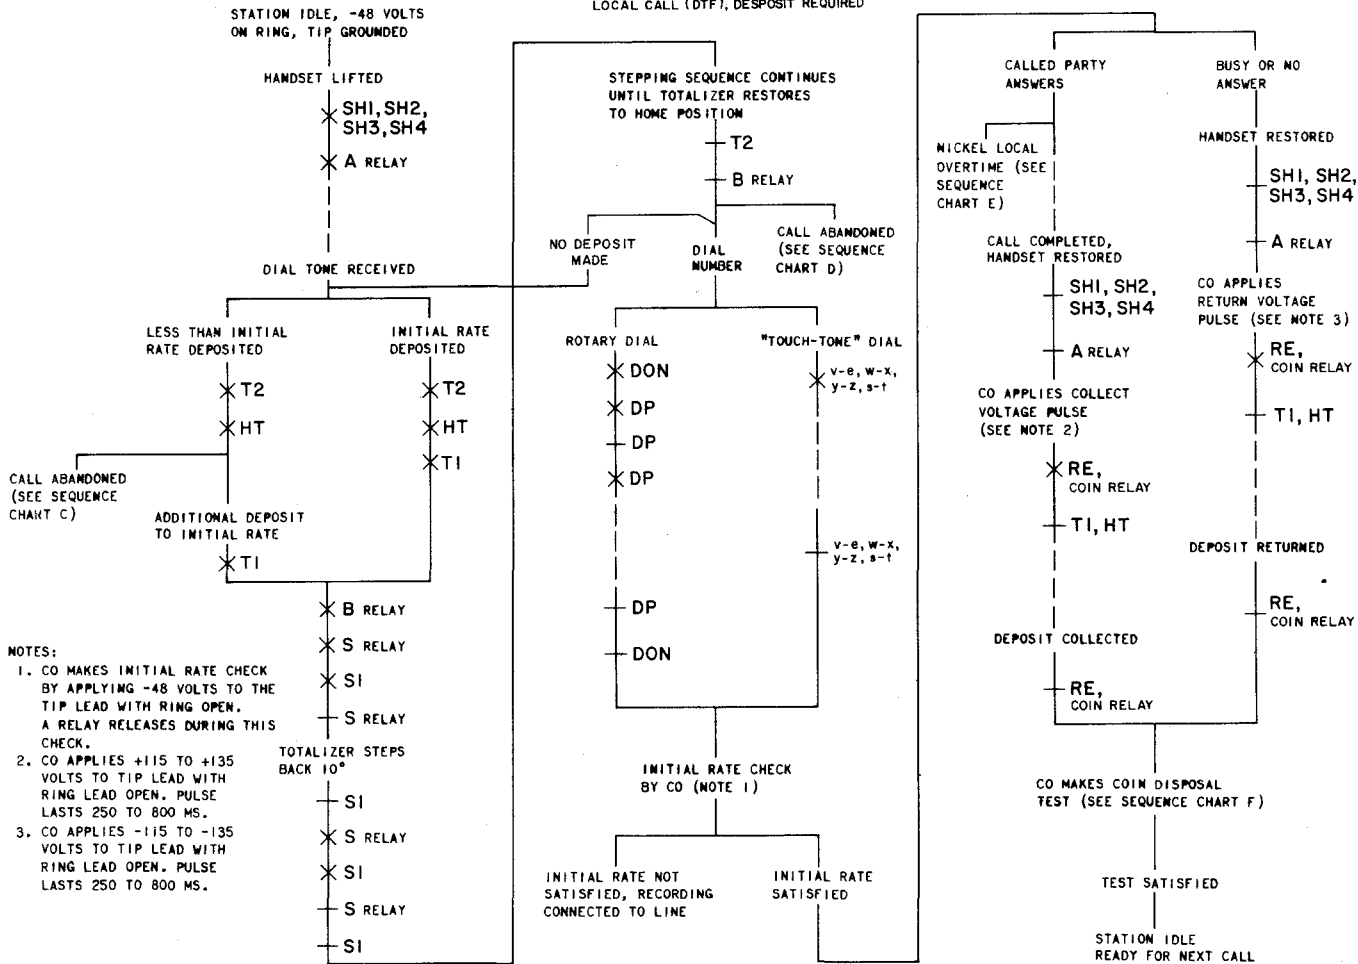 LOCAL CALL (DTF), DESPOSIT REQUIRED
STATION IDLE, -48 VOLTS
ON RING, TIP GROUNDED
HANDSET LIFTED
SH1, SH2,
SH3, SH4
A RELAY
DIAL TONE RECEIVED
LESS THAN INITIAL
RATE DEPOSITED
T2
HT
CALL ABANDONED
(SEE SEQUENCE
CHART C)
ADDITIONAL DEPOSIT
TO INITIAL RATE
T1
INITIAL RATE
DEPOSITED
T2
HT
T1
B RELAY
S RELAY
S1
S RELAY
TOTALIZER STEPS
BACK 10°
S1
S RELAY
S1
S RELAY
S1
NOTES:
1. CO MAKES INITIAL RATE CHECK
BY APPLYING -48 VOLTS TO THE
TIP LEAD WITH RING OPEN.
A RELAY RELEASES DURING THIS
CHECK.
2. CO APPLIES +115 TO +135
VOLTS TO TIP LEAD WITH
RING LEAD OPEN. PULSE
LASTS 250 TO 800 MS.
3. CO APPLIES -115 TO -135
VOLTS TO TIP LEAD WITH
RING LEAD OPEN. PULSE
LASTS 250 TO 800 MS.
STEPPING SEQUENCE CONTINUES
UNTIL TOTALIZER RESTORES
TO HOME POSITION
T2
B RELAY
NO DEPOSIT
MADE
DIAL
NUMBER
CALL ABANDONED
(SEE SEQUENCE
CHART D)
ROTARY DIAL
DON
DP
DP
DP
DP
DON
"TOUCH-TONE" DIAL
v-e, w-x,
y-z, s-t
v-e, w-x,
y-z, s-t
INITIAL RATE CHECK
BY CO (NOTE 1)
INITIAL RATE NOT
SATISFIED, RECORDING
CONNECTED TO LINE
INITIAL RATE
SATISFIED
CALLED PARTY
ANSWERS
NICKEL LOCAL
OVERTIME (SEE
SEQUENCE
CHART E)
CALL COMPLETED,
HANDSET RESTORED
SH1, SH2,
SH3, SH4
A RELAY
CO APPLIES COLLECT
VOLTAGE PULSE
(SEE NOTE 2)
RE,
COIN RELAY
T1, HT
DEPOSIT COLLECTED
RE,
COIN RELAY
BUSY OR NO
ANSWER
HANDSET RESTORED
SH1, SH2,
SH3, SH4
A RELAY
CO APPLIES
RETURN VOLTAGE
PULSE (SEE NOTE 3)
RE,
COIN RELAY
T1, HT
DEPOSIT RETURNED
RE,
COIN RELAY
CO MAKES COIN DISPOSAL
TEST (SEE SEQUENCE CHART F)
TEST SATISFIED
STATION IDLE
READY FOR NEXT CALL